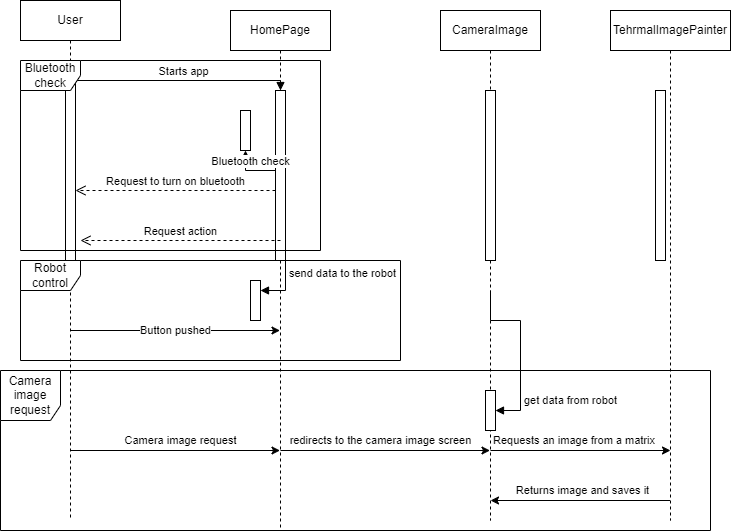 User
HomePage
CameraImage
TehrmalImagePainter
Bluetooth
check
Starts app
Bluetooth check
Request to turn on bluetooth
Request action
Robot
control
send data to the robot
Button pushed
Camera
image
request
get data from robot
Camera image request
redirects to the camera image screen
Requests an image from a matrix
Returns image and saves it